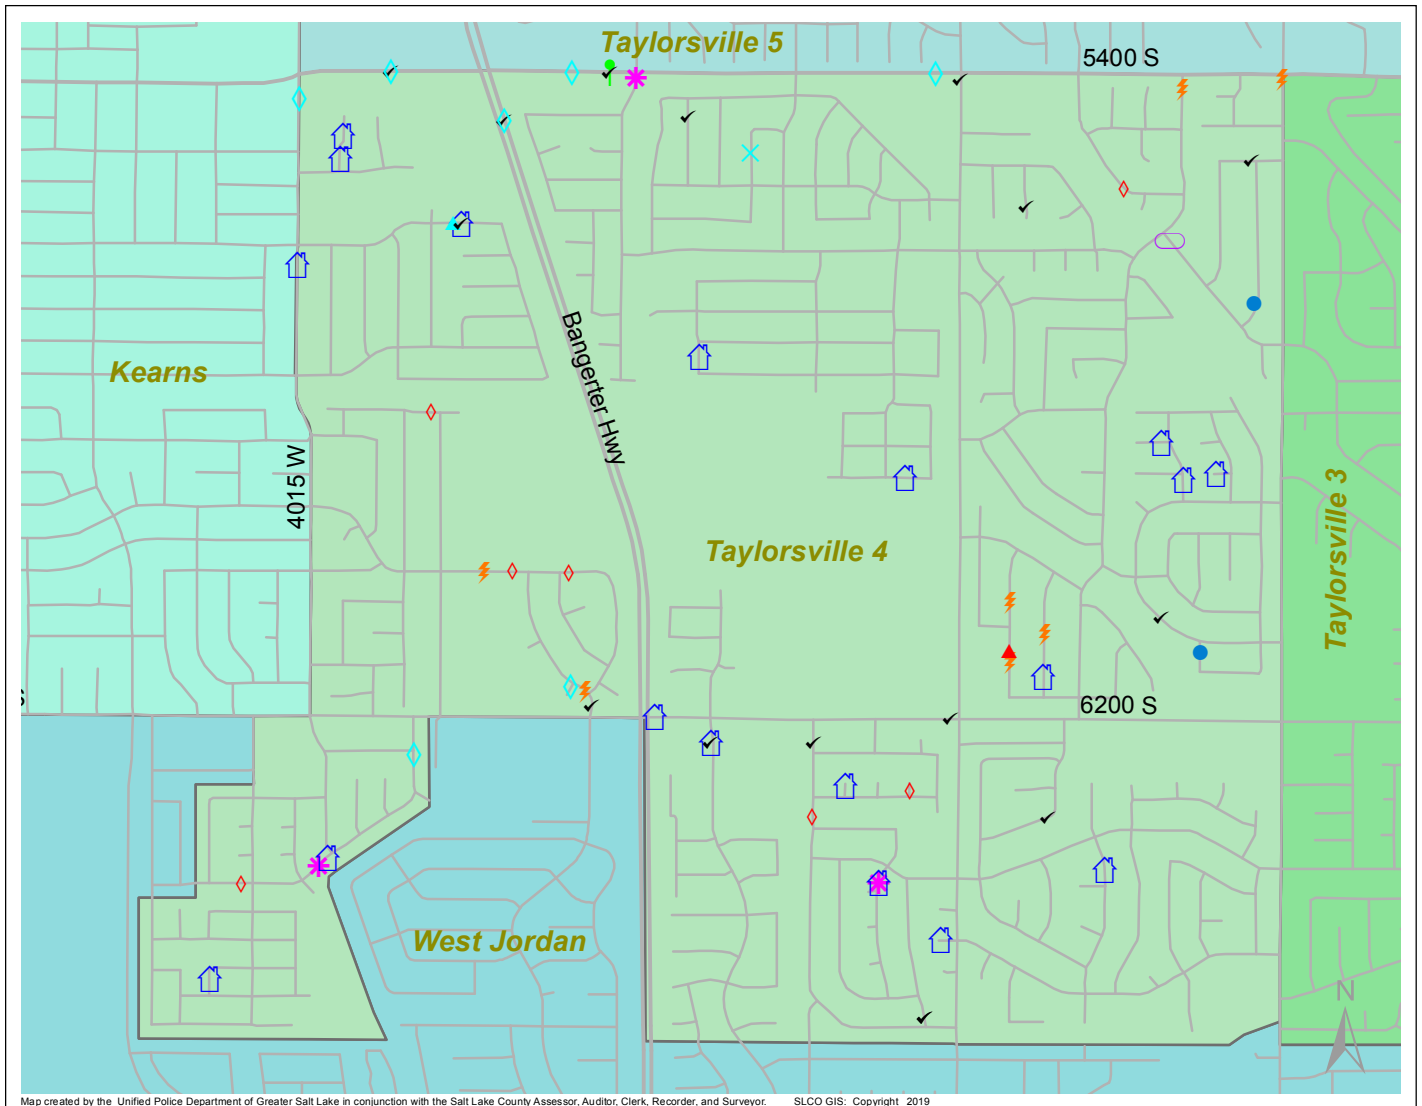 Taylorsville 5
5400 S
Bangerter Hwy
Kearns
4015 W
Taylorsville 3
Taylorsville 4
6200 S
West Jordan
N
Map created by the Unified Police Department of Greater Salt Lake in conjunction with the Salt Lake County Assessor, Auditor, Clerk, Recorder, and Surveyor. SLCO GIS: Copyright 2019